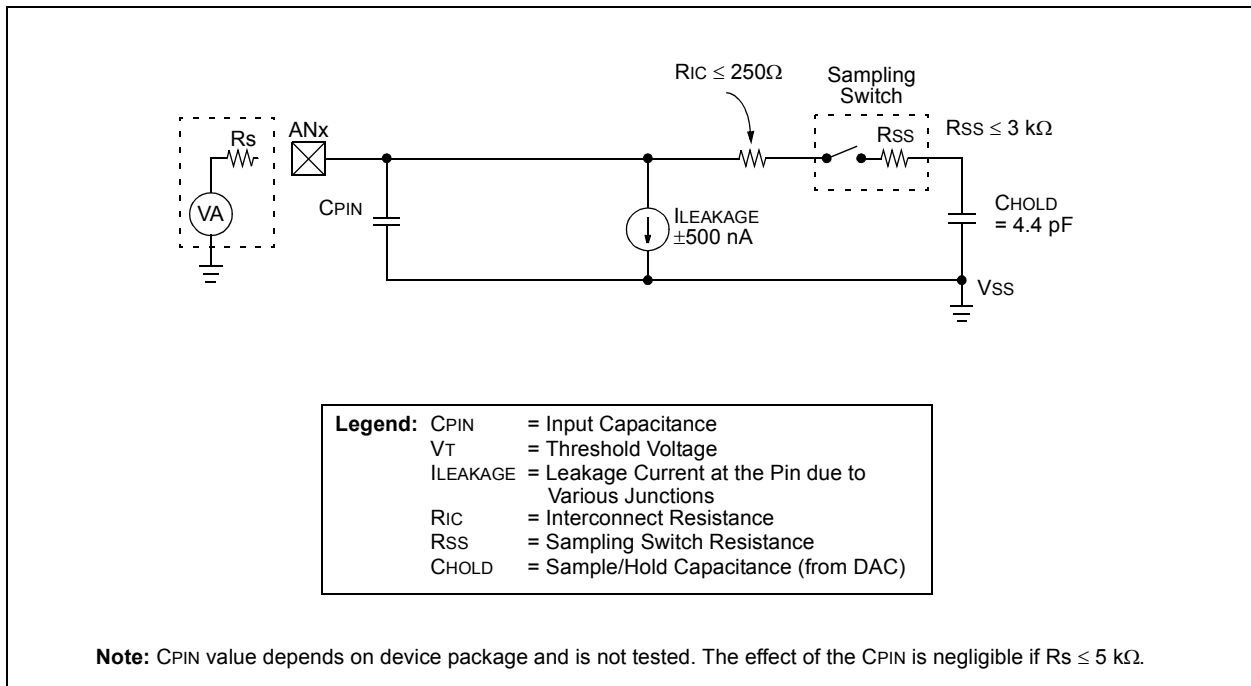 RIC ≤ 250Ω
Sampling
Switch
Rs
ANx
RSS
RSS ≤ 3 kΩ
VA
CPIN
ILEAKAGE
±500 nA
CHOLD
= 4.4 pF
VSS
Legend: CPIN = Input Capacitance
VT = Threshold Voltage
ILEAKAGE = Leakage Current at the Pin due to
Various Junctions
RIC = Interconnect Resistance
RSS = Sampling Switch Resistance
CHOLD = Sample/Hold Capacitance (from DAC)
Note: CPIN value depends on device package and is not tested. The effect of the CPIN is negligible if Rs ≤ 5 kΩ.